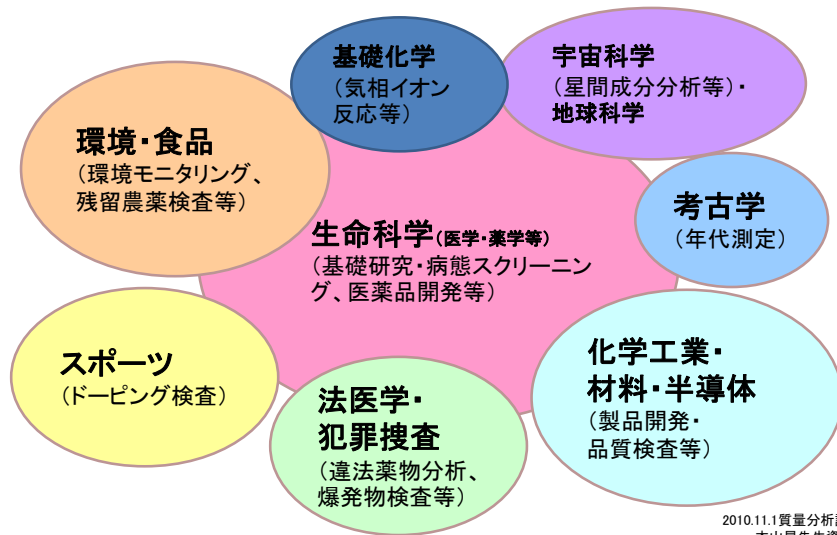 基礎化学
（気相イオン
反応等）
宇宙科学
（星間成分分析等）・
地球科学
環境・食品
（環境モニタリング、
残留農薬検査等）
考古学
（年代測定）
生命科学（医学・薬学等）
（基礎研究・病態スクリーニン
グ、医薬品開発等）
スポーツ
（ドーピング検査）
化学工業・
材料・半導体
（製品開発・
品質検査等）
法医学・
犯罪捜査
（違法薬物分析、
爆発物検査等）
2010.11.1質量分析